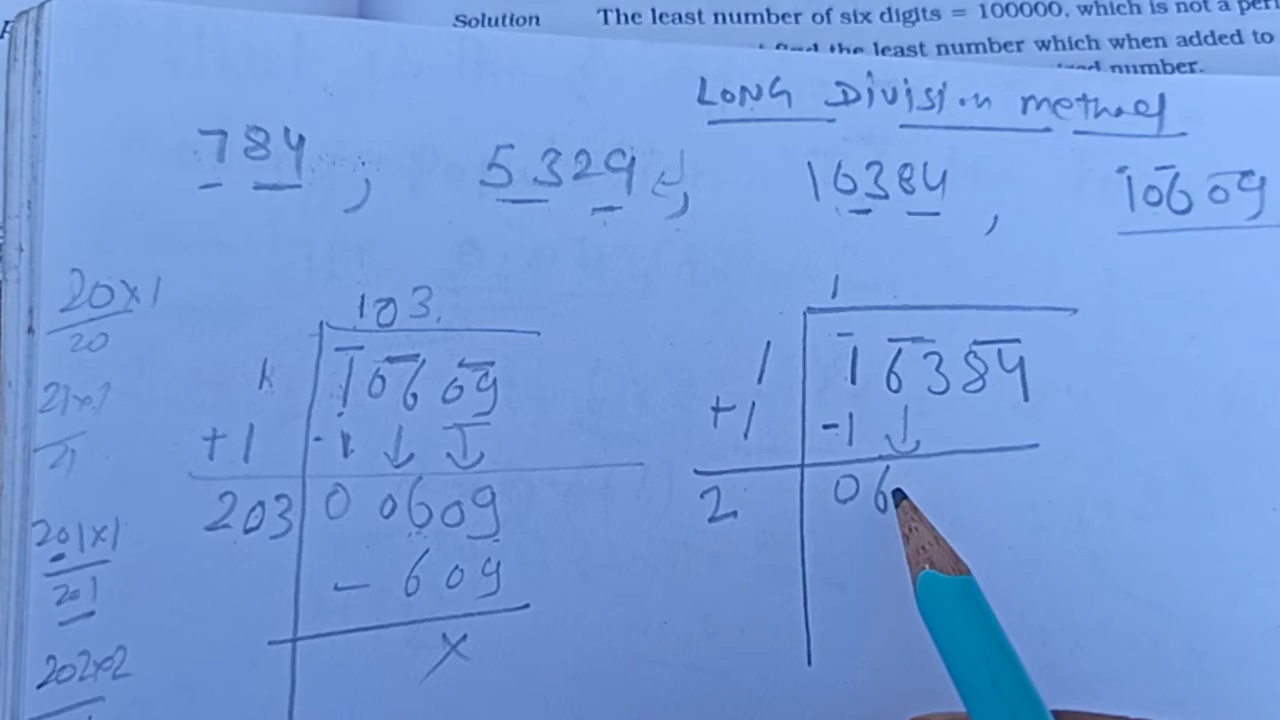 Solution The least number of six digits = 100000, which is not a
the least number which when added to
number.
LONG Division method
784, 5329, 16384, 10609
20×1
20
21×1
21
201×1
201
202×2
103.
1 10609
+1 -1
203 00609
- 609
x
1
1 16384
+1 -1
2 06